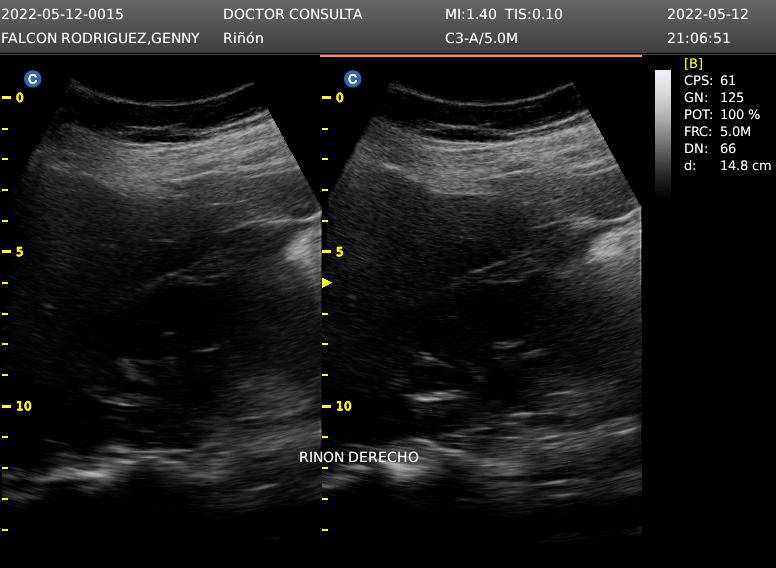 2022-05-12-0015 DOCTOR CONSULTA MI:1.40 TIS:0.10 2022-05-12
FALCON RODRIGUEZ,GENNY Riñón C3-A/5.0M 21:06:51
[B]
C C
CPS: 61
0 0
GN: 125
POT: 100 %
FRC: 5.0M
DN: 66
d: 14.8 cm
5 5
10 10
RINON DERECHO